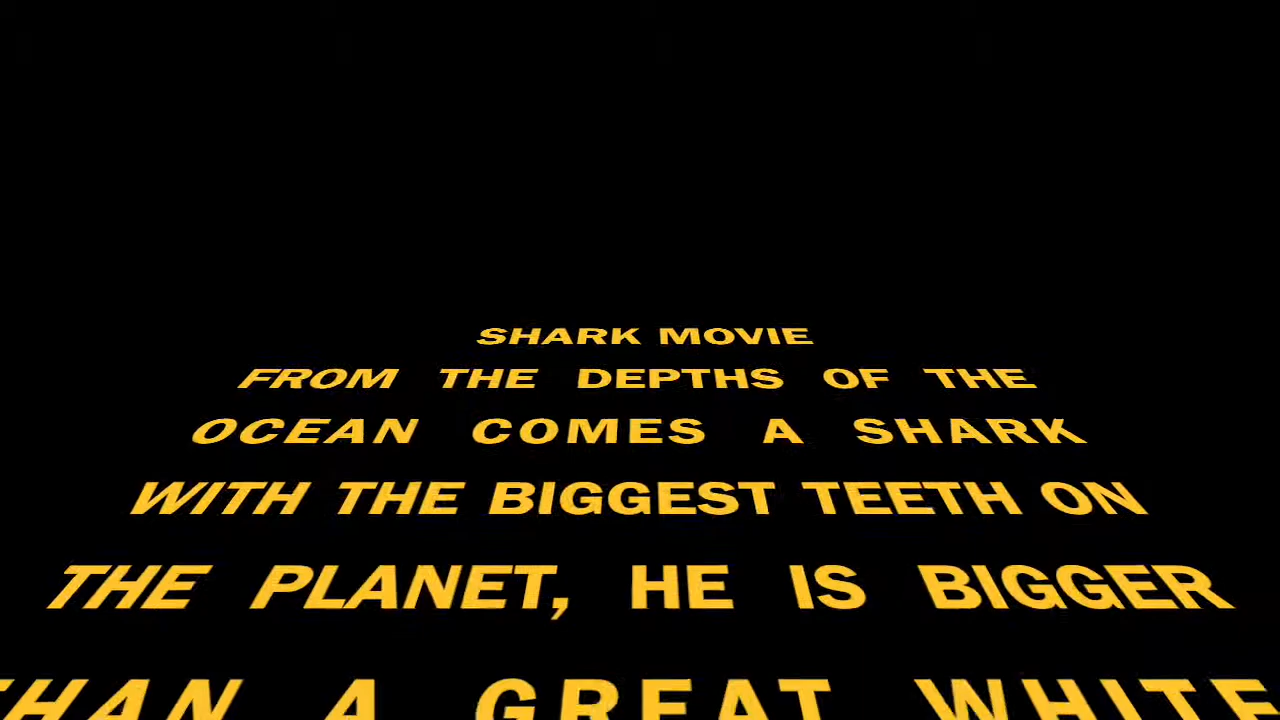 SHARK MOVIE
FROM THE DEPTHS OF THE
OCEAN COMES A SHARK
WITH THE BIGGEST TEETH ON
THE PLANET, HE IS BIGGER
THAN A GREAT WHITE